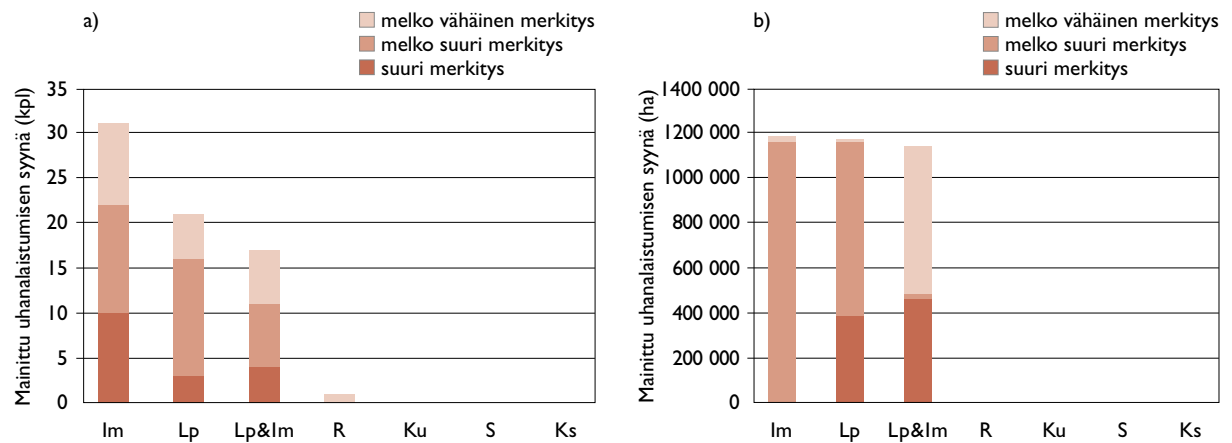 a)
melko vähäinen merkitys
melko suuri merkitys
suuri merkitys
Mainittu uhanalaistumisen syynä (kpl)
35
30
25
20
15
10
5
0
Im Lp Lp&Im R Ku S Ks
b)
melko vähäinen merkitys
melko suuri merkitys
suuri merkitys
Mainittu uhanalaistumisen syynä (ha)
1400 000
1200 000
1000 000
800 000
600 000
400 000
200 000
0
Im Lp Lp&Im R Ku S Ks